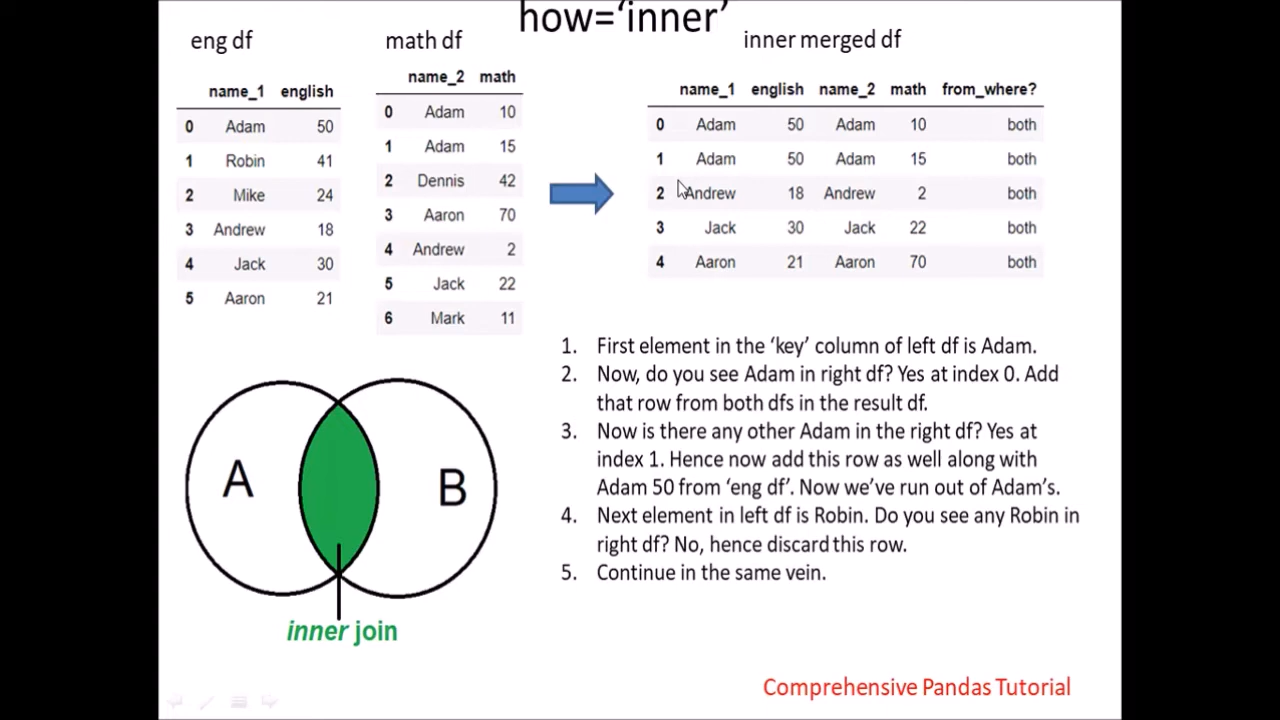 how=‘inner’
eng df
math df
inner merged df
name_1 english
0 Adam 50
1 Robin 41
2 Mike 24
3 Andrew 18
4 Jack 30
5 Aaron 21
name_2 math
0 Adam 10
1 Adam 15
2 Dennis 42
3 Aaron 70
4 Andrew 2
5 Jack 22
6 Mark 11
name_1 english name_2 math from_where?
0 Adam 50 Adam 10 both
1 Adam 50 Adam 15 both
2 Andrew 18 Andrew 2 both
3 Jack 30 Jack 22 both
4 Aaron 21 Aaron 70 both
1. First element in the ‘key’ column of left df is Adam.
2. Now, do you see Adam in right df? Yes at index 0. Add
that row from both dfs in the result df.
3. Now is there any other Adam in the right df? Yes at
index 1. Hence now add this row as well along with
Adam 50 from ‘eng df’. Now we’ve run out of Adam’s.
4. Next element in left df is Robin. Do you see any Robin in
right df? No, hence discard this row.
5. Continue in the same vein.
A
B
inner join
Comprehensive Pandas Tutorial